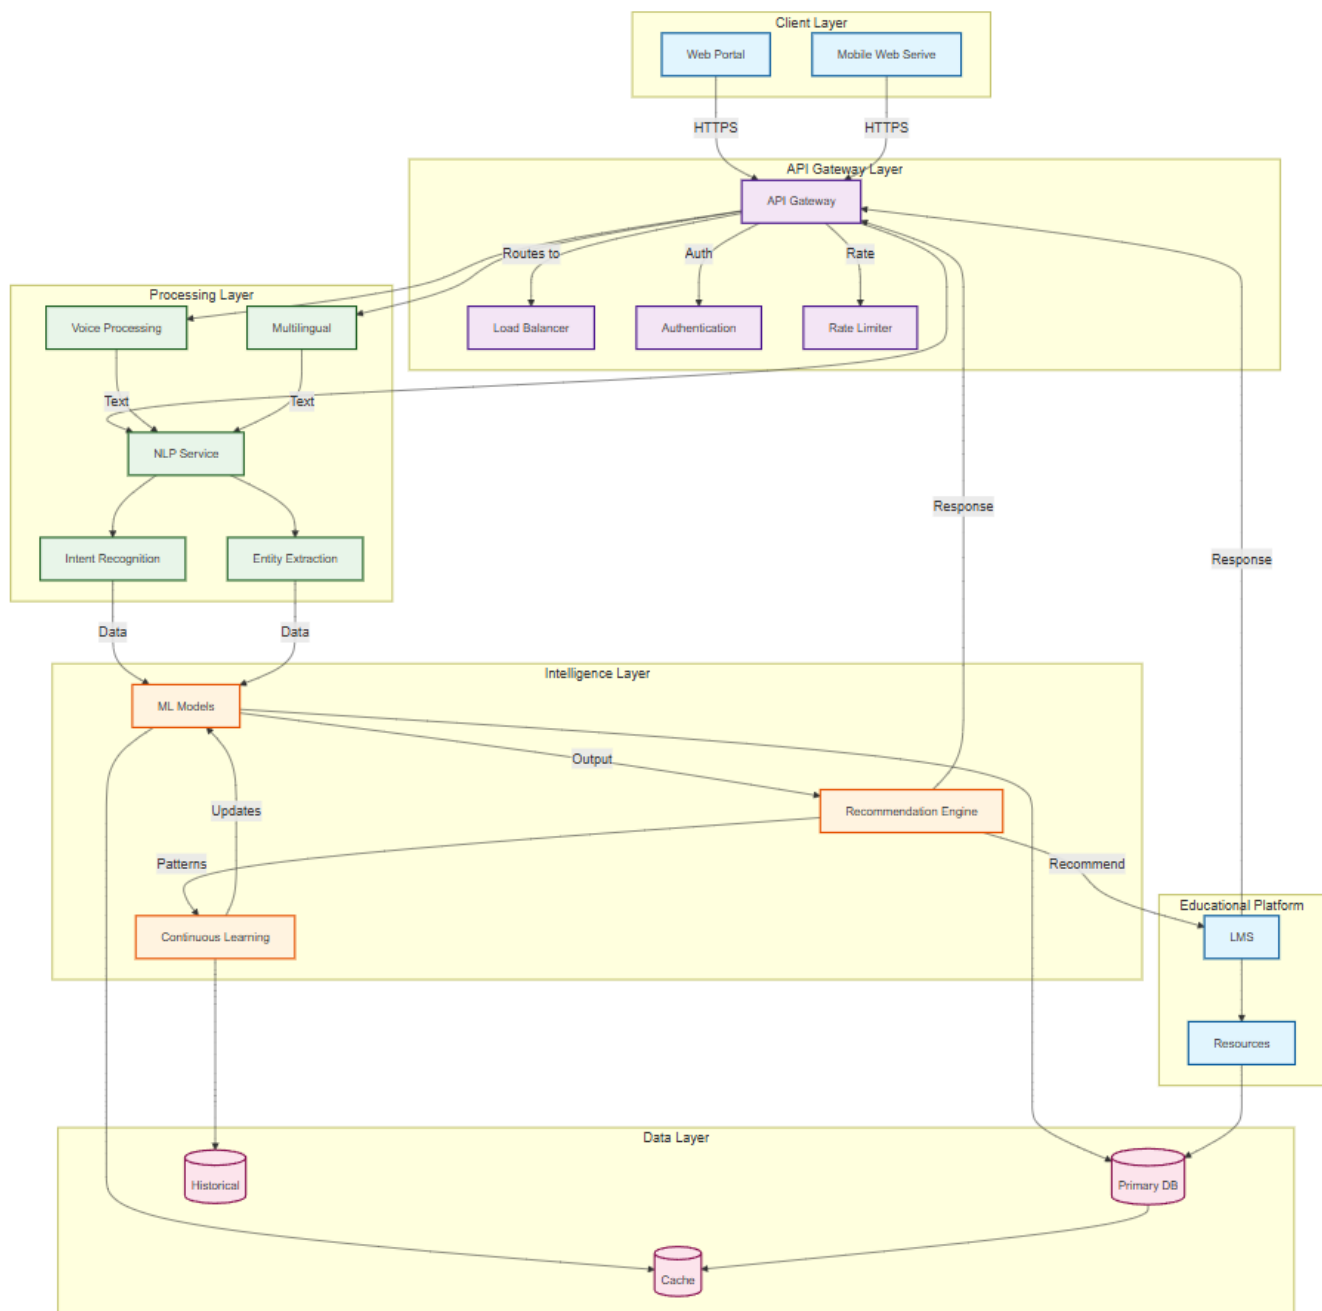 Client Layer
Web Portal
Mobile Web Serive
HTTPS
HTTPS
API Gateway Layer
API Gateway
Routes to
Auth
Rate
Processing Layer
Voice Processing
Multilingual
Load Balancer
Authentication
Rate Limiter
Text
Text
NLP Service
Response
Intent Recognition
Entity Extraction
Response
Data
Data
Intelligence Layer
ML Models
Output
Updates
Recommendation Engine
Patterns
Recommend
Educational Platform
Continuous Learning
LMS
Resources
Data Layer
Historical
Primary DB
Cache